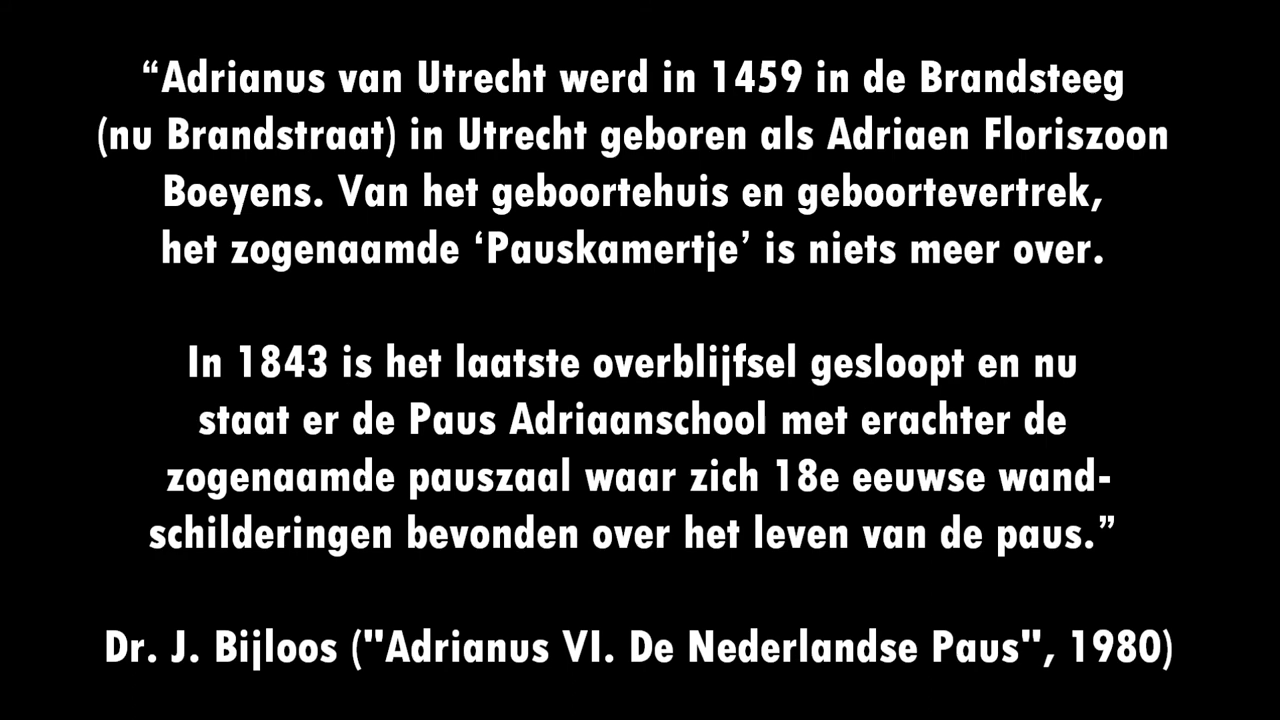 “Adrianus van Utrecht werd in 1459 in de Brandsteeg
(nu Brandstraat) in Utrecht geboren als Adriaen Floriszoon
Boeyens. Van het geboortehuis en geboortevertrek,
het zogenaamde ‘Pauskamertje’ is niets meer over.
In 1843 is het laatste overblijfsel gesloopt en nu
staat er de Paus Adriaanschool met erachter de
zogenaamde pauszaal waar zich 18e eeuwse wand-
schilderingen bevonden over het leven van de paus.”
Dr. J. Bijloos ("Adrianus VI. De Nederlandse Paus", 1980)